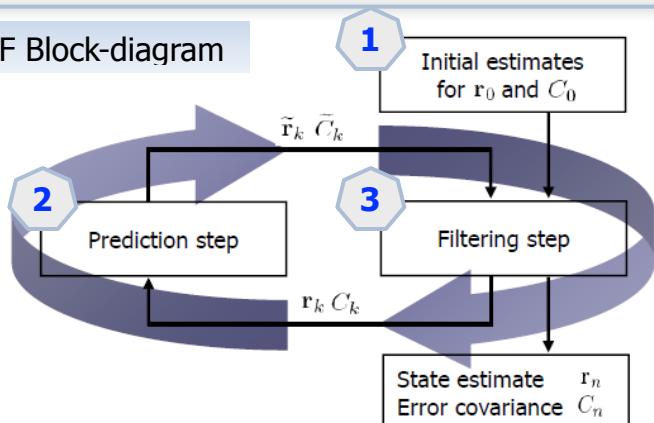 F Block-diagram
1
Initial estimates
for r₀ and C₀
r̃ₖ C̃ₖ
2
3
Prediction step
Filtering step
rₖ Cₖ
State estimate rₙ
Error covariance Cₙ